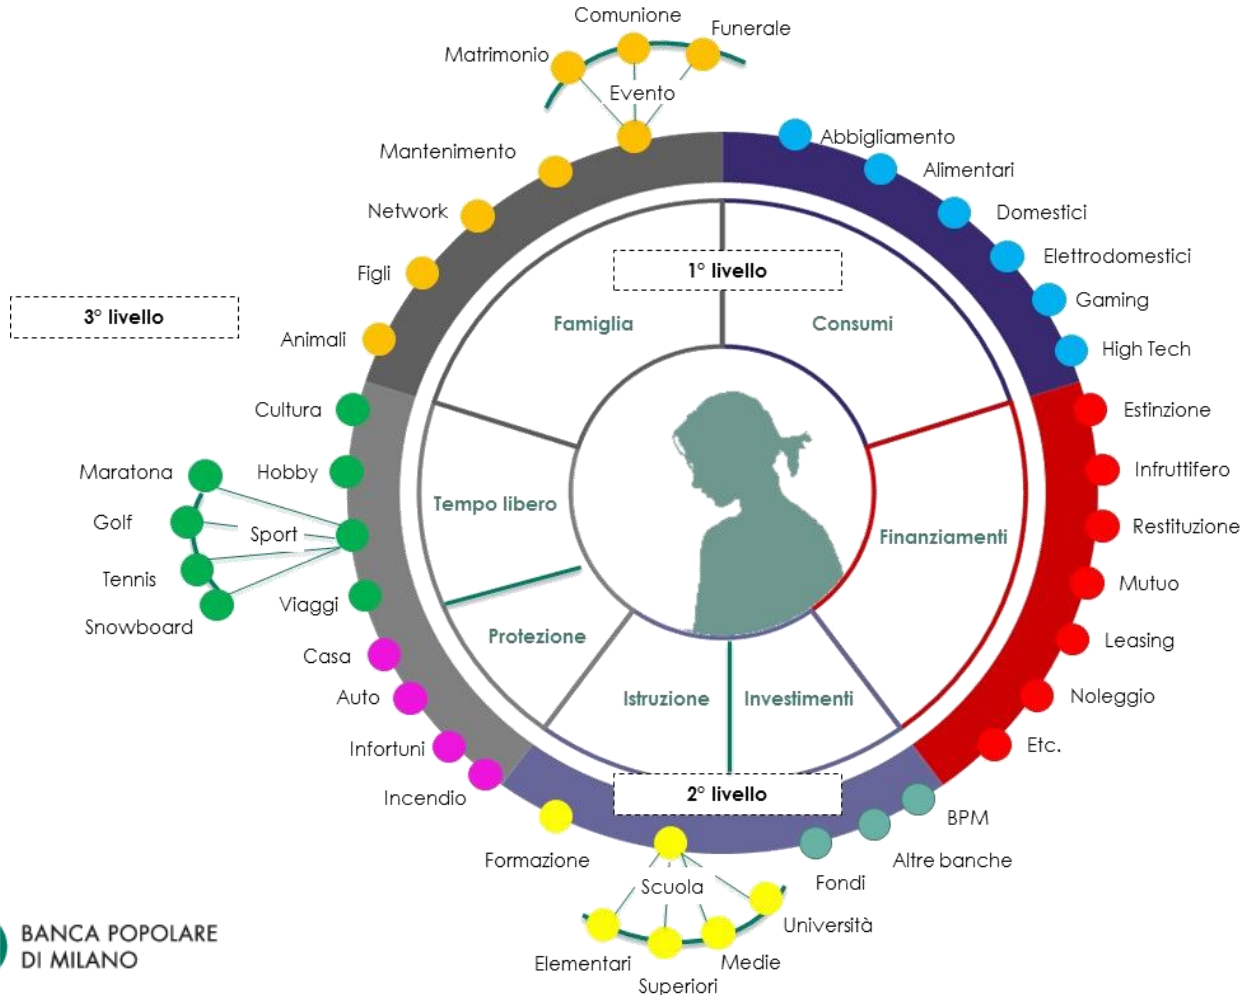 Comunione
Funerale
Matrimonio
Evento
Abbigliamento
Mantenimento
Alimentari
Network
Domestici
Elettrodomestici
1° livello
Figli
Gaming
3° livello
Famiglia
Consumi
Animali
High Tech
Cultura
Estinzione
Maratona
Hobby
Infruttifero
Tempo libero
Golf
Sport
Restituzione
Finanziamenti
Tennis
Mutuo
Viaggi
Snowboard
Protezione
Leasing
Casa
Auto
Istruzione
Investimenti
Noleggio
Infortuni
Etc.
Incendio
2° livello
BPM
Formazione
Altre banche
Scuola
Fondi
Università
BANCA POPOLARE
DI MILANO
Elementari
Medie
Superiori